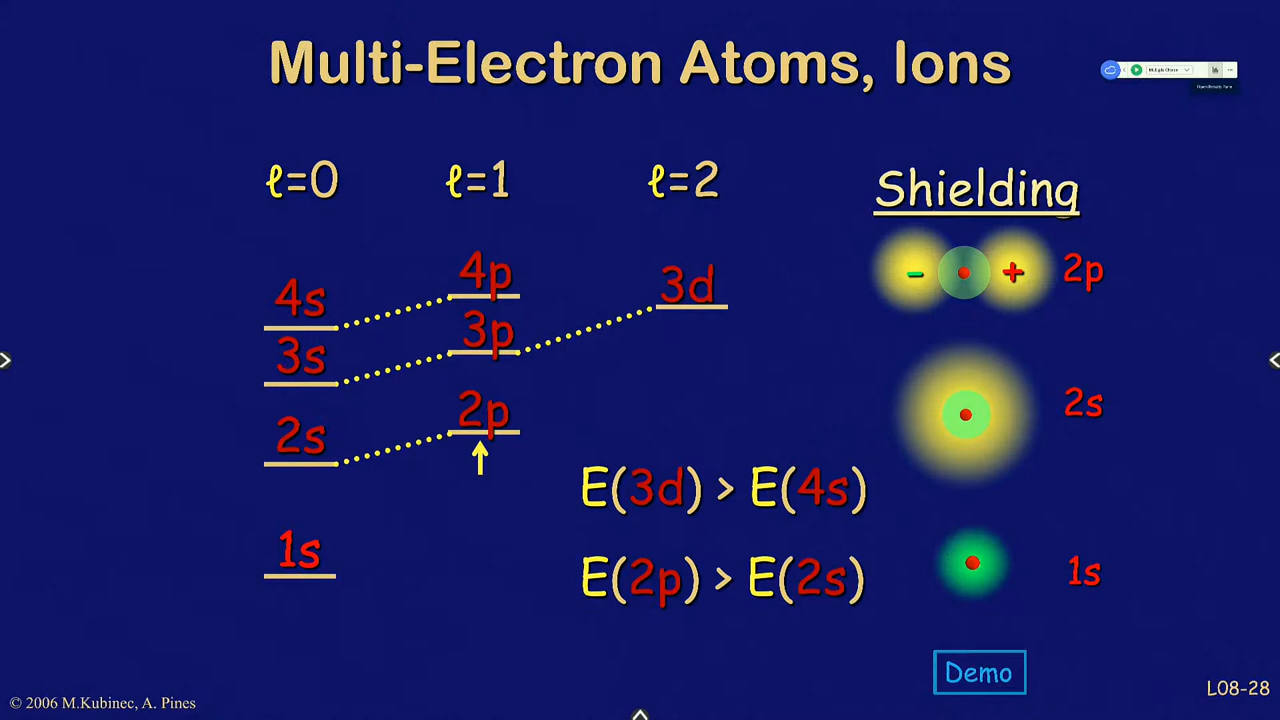 Multi-Electron Atoms, Ions
ℓ=0 ℓ=1 ℓ=2
Shielding
4s 4p 3d
3s 3p
2s 2p
1s
- + 2p
2s
1s
E(3d) > E(4s)
E(2p) > E(2s)
Demo
© 2006 M.Kubinec, A. Pines
L08-28